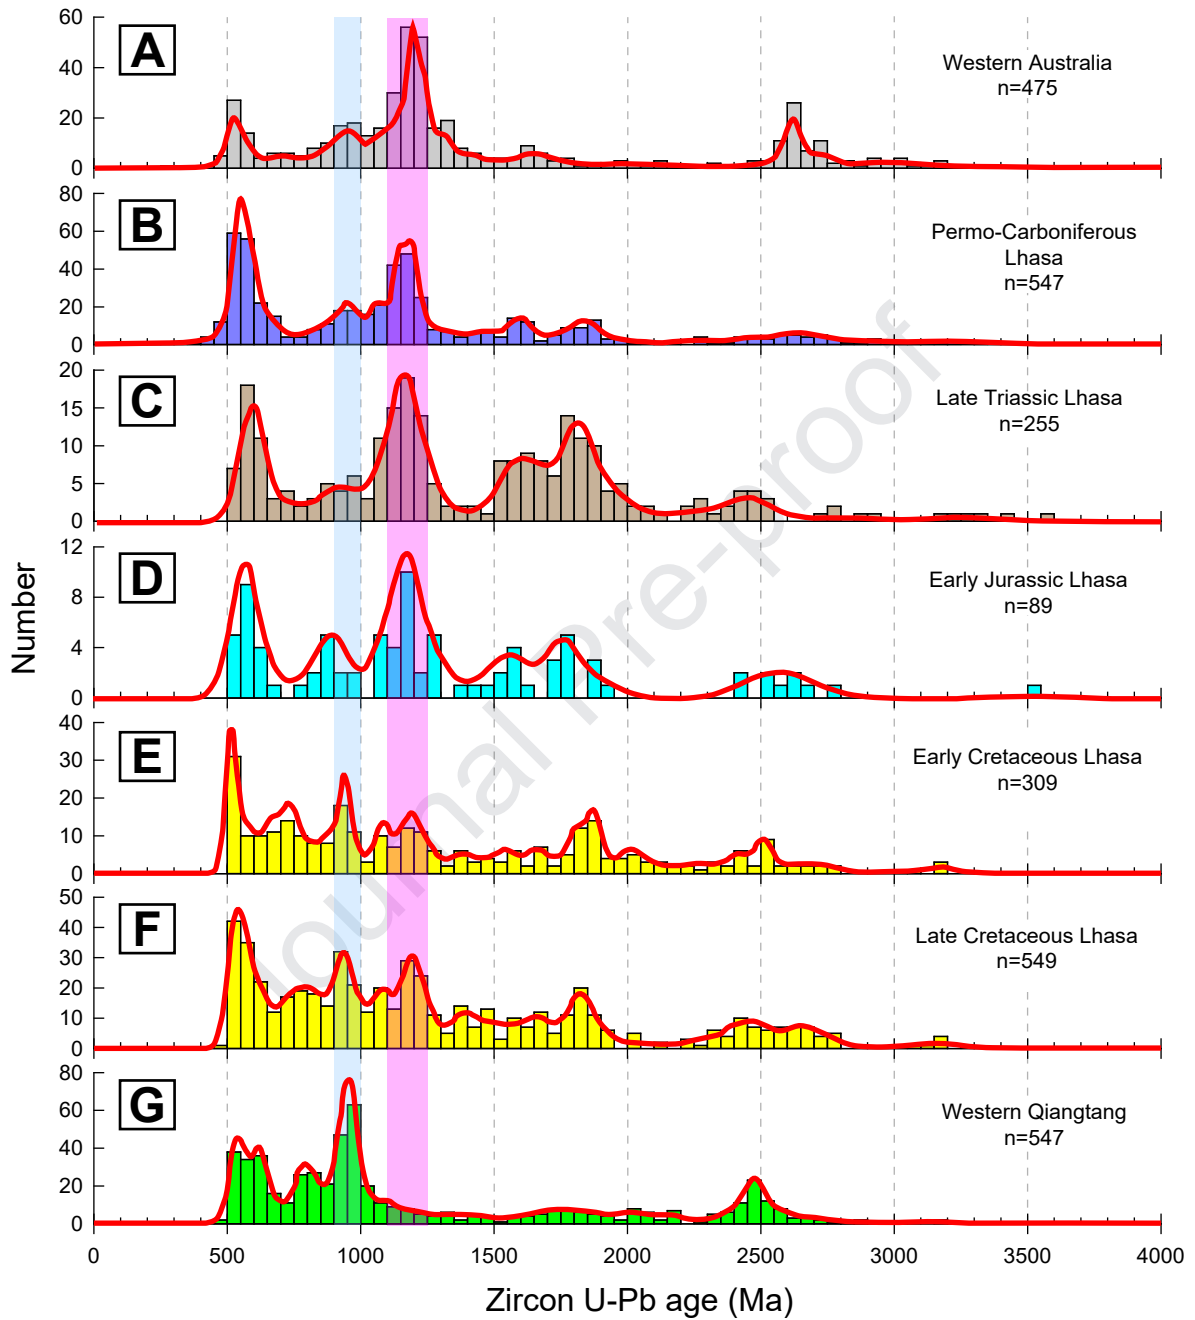 60
40
20
0
A
Western Australia
n=475
80
60
40
20
0
B
Permo-Carboniferous
Lhasa
n=547
20
15
10
5
0
C
Late Triassic Lhasa
n=255
12
8
4
0
D
Early Jurassic Lhasa
n=89
40
30
20
10
0
E
Early Cretaceous Lhasa
n=309
50
40
30
20
10
0
F
Late Cretaceous Lhasa
n=549
80
60
40
20
0
G
Western Qiangtang
n=547
Number
0 500 1000 1500 2000 2500 3000 3500 4000
Zircon U-Pb age (Ma)
Journal Pre-proof